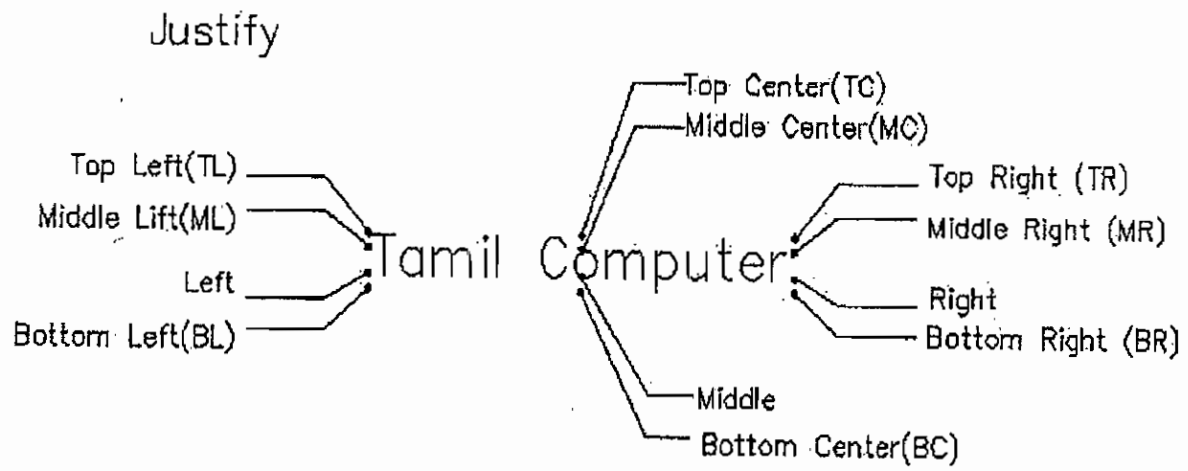 Justify
Top Center(TC)
Middle Center(MC)
Top Left(TL)
Top Right (TR)
Middle Lift(ML)
Middle Right (MR)
Tamil Computer
Left
Right
Bottom Left(BL)
Bottom Right (BR)
Middle
Bottom Center(BC)